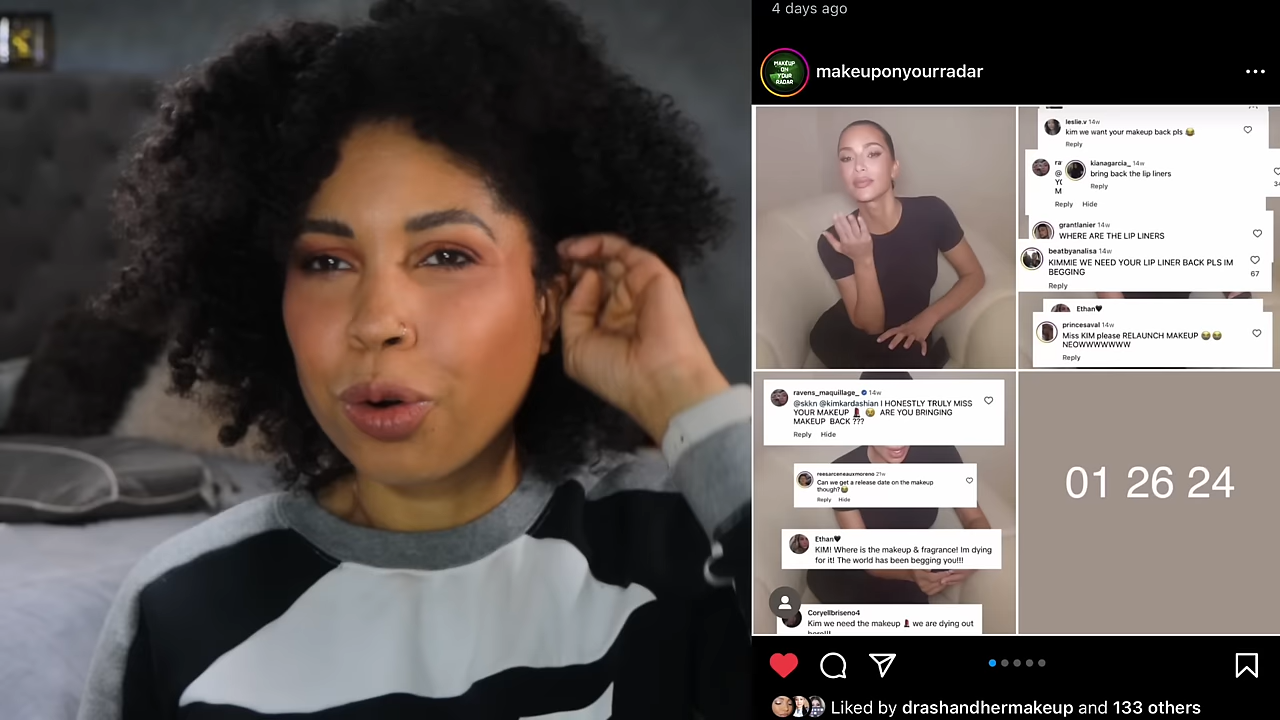 4 days ago
MAKEUP
ON
YOUR
RADAR
makeuponyourradar
leslie.v 14w
kim we want your makeup back pls 😂
Reply
kianagarcia_ 14w
bring back the lip liners
Reply
Reply Hide
grantlanier 14w
WHERE ARE THE LIP LINERS
beatbyanalisa 14w
KIMMIE WE NEED YOUR LIP LINER BACK PLS IM
BEGGING
67
Reply
Ethan🖤
princesaval 14w
Miss KIM please RELAUNCH MAKEUP 😭😭
NEOWWWWWWW
Reply
ravens_maquillage_ 14w
@skkn @kimkardashian I HONESTLY TRULY MISS
YOUR MAKEUP 💄 😭 ARE YOU BRINGING
MAKEUP BACK ???
Reply Hide
reesarceneauxmoreno 21w
Can we get a release date on the makeup
though?😂
Reply Hide
Ethan🖤
KIM! Where is the makeup & fragrance! Im dying
for it! The world has been begging you!!!
Coryellbriseno4
Kim we need the makeup 💄 we are dying out
01 26 24
Liked by drashandhermakeup and 133 others